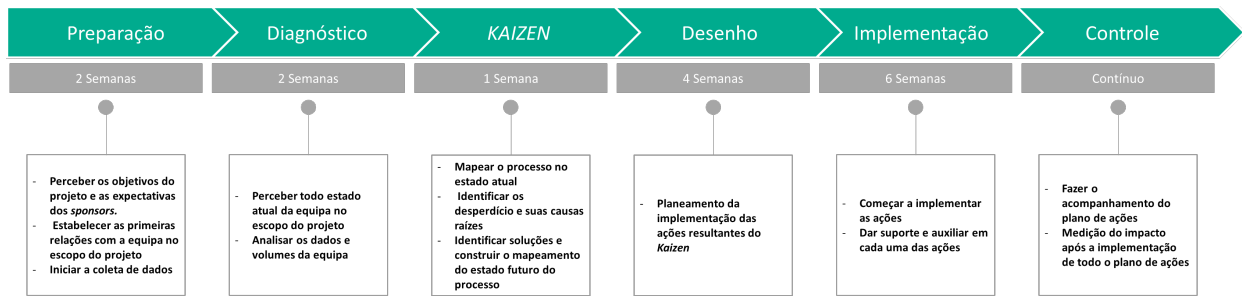 Preparação
Diagnóstico
KAIZEN
Desenho
Implementação
Controle
2 Semanas
2 Semanas
1 Semana
4 Semanas
6 Semanas
Contínuo
- Perceber os objetivos do
projeto e as expectativas
dos sponsors.
- Estabelecer as primeiras
relações com a equipa no
escopo do projeto
- Iniciar a coleta de dados
- Perceber todo estado
atual da equipa no
escopo do projeto
- Analisar os dados e
volumes da equipa
- Mapear o processo no
estado atual
- Identificar os
desperdício e suas causas
raízes
- Identificar soluções e
construir o mapeamento
do estado futuro do
processo
- Planeamento da
implementação das
ações resultantes do
Kaizen
- Começar a implementar
as ações
- Dar suporte e auxiliar em
cada uma das ações
- Fazer o
acompanhamento do
plano de ações
- Medição do impacto
após a implementação
de todo o plano de ações